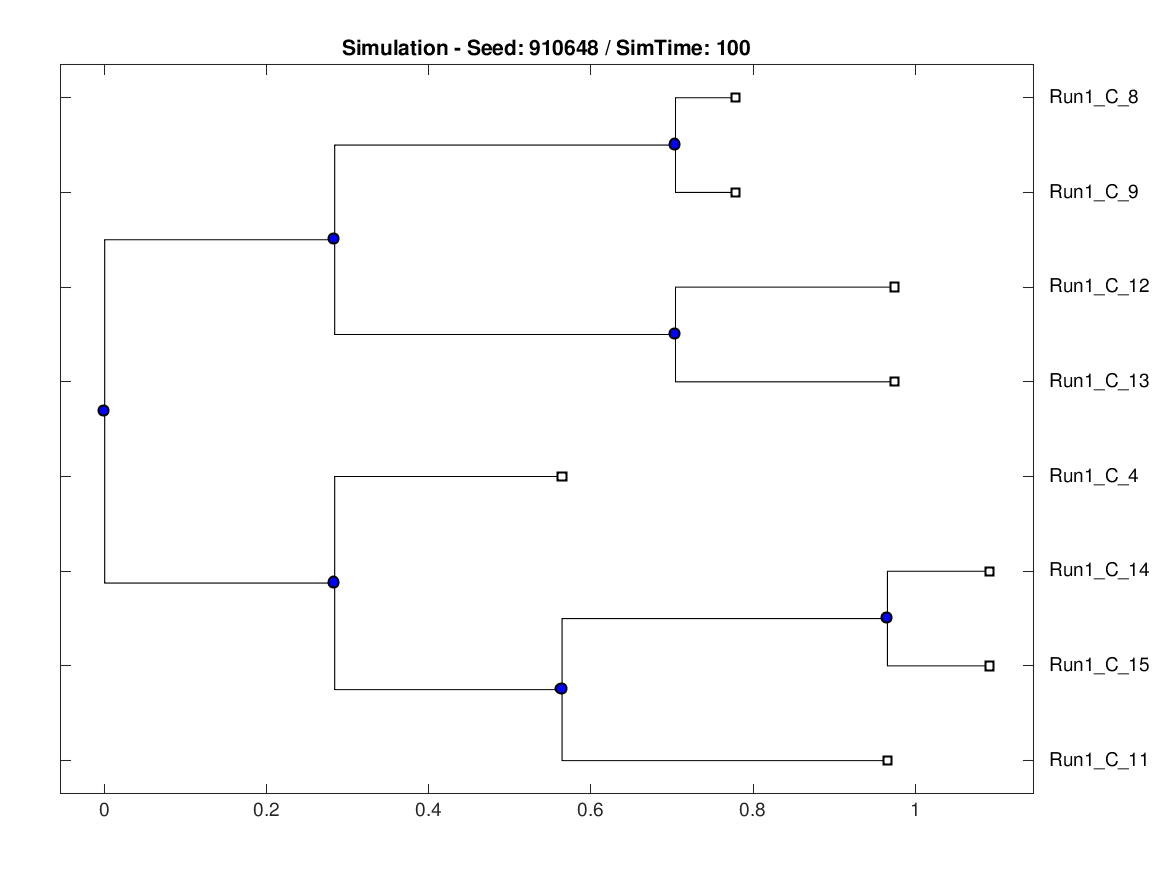 Simulation - Seed: 910648 / SimTime: 100
Run1_C_8
Run1_C_9
Run1_C_12
Run1_C_13
Run1_C_4
Run1_C_14
Run1_C_15
Run1_C_11
0 0.2 0.4 0.6 0.8 1